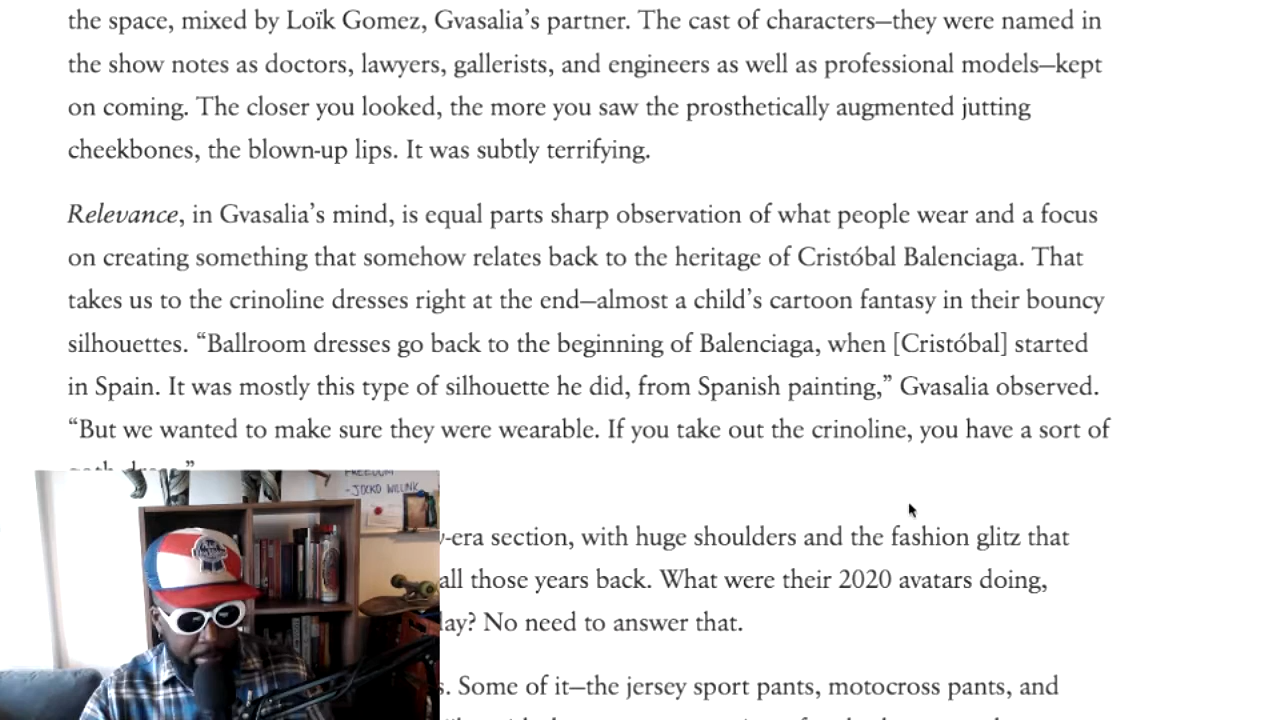 the space, mixed by Loïk Gomez, Gvasalia’s partner. The cast of characters—they were named in
the show notes as doctors, lawyers, gallerists, and engineers as well as professional models—kept
on coming. The closer you looked, the more you saw the prosthetically augmented jutting
cheekbones, the blown-up lips. It was subtly terrifying.
Relevance, in Gvasalia’s mind, is equal parts sharp observation of what people wear and a focus
on creating something that somehow relates back to the heritage of Cristóbal Balenciaga. That
takes us to the crinoline dresses right at the end—almost a child’s cartoon fantasy in their bouncy
silhouettes. “Ballroom dresses go back to the beginning of Balenciaga, when [Cristóbal] started
in Spain. It was mostly this type of silhouette he did, from Spanish painting,” Gvasalia observed.
“But we wanted to make sure they were wearable. If you take out the crinoline, you have a sort of
FREEDOM
-JOCKO WILLINK
-era section, with huge shoulders and the fashion glitz that
all those years back. What were their 2020 avatars doing,
No need to answer that.
Some of it—the jersey sport pants, motocross pants, and